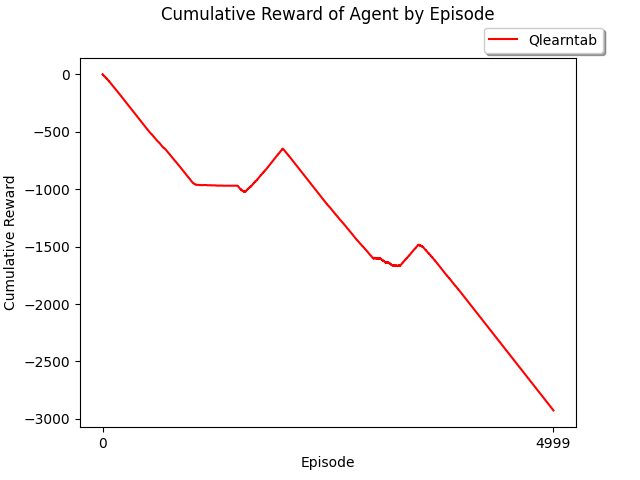 Cumulative Reward of Agent by Episode
Qlearntab
0
−500
−1000
−1500
−2000
−2500
−3000
Cumulative Reward
0
4999
Episode